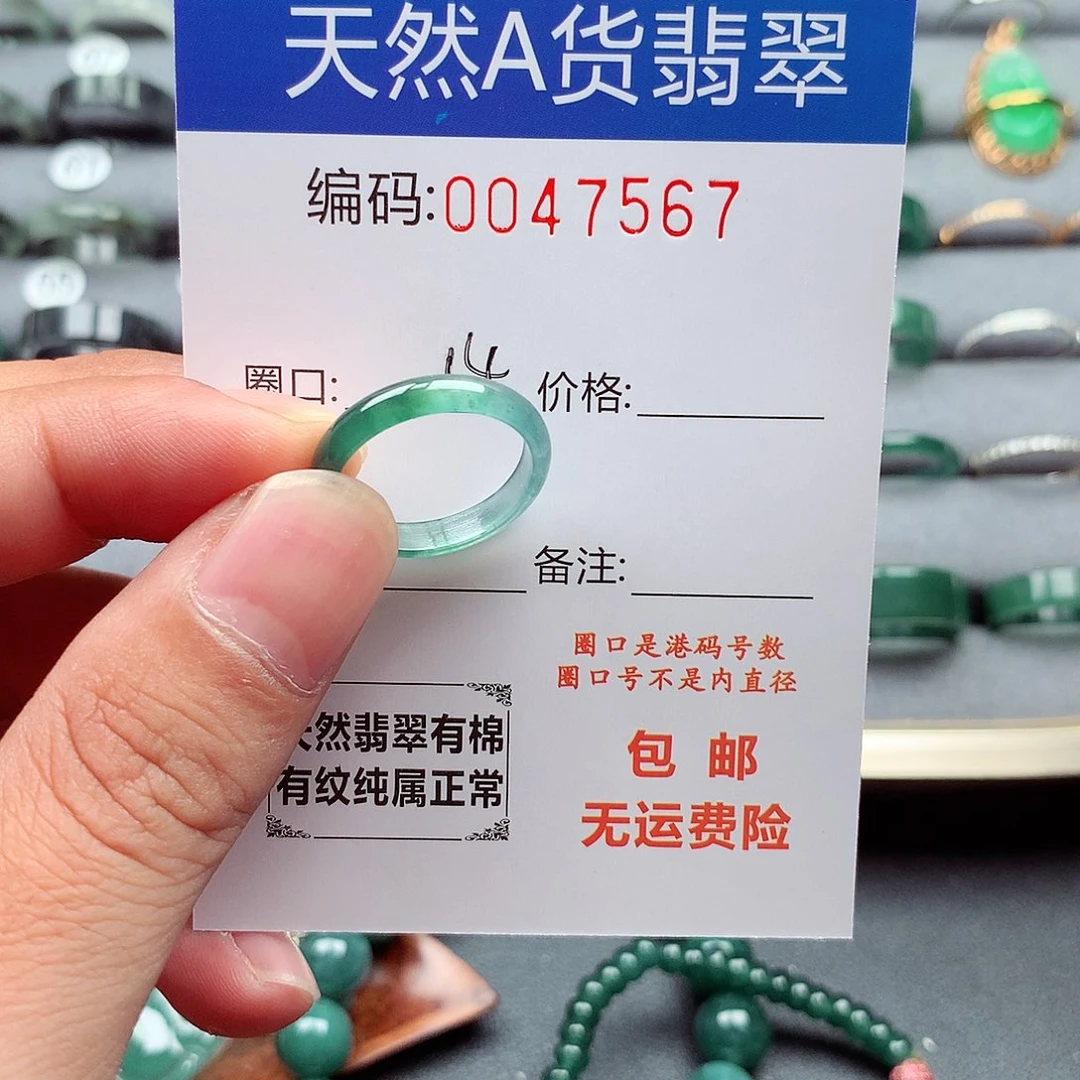 天然A货翡翠
编码:0047567
圈口: 14 价格:
备注:
圈口是港码号数
圈口号不是内直径
天然翡翠有棉
有纹纯属正常
包 邮
无运费险